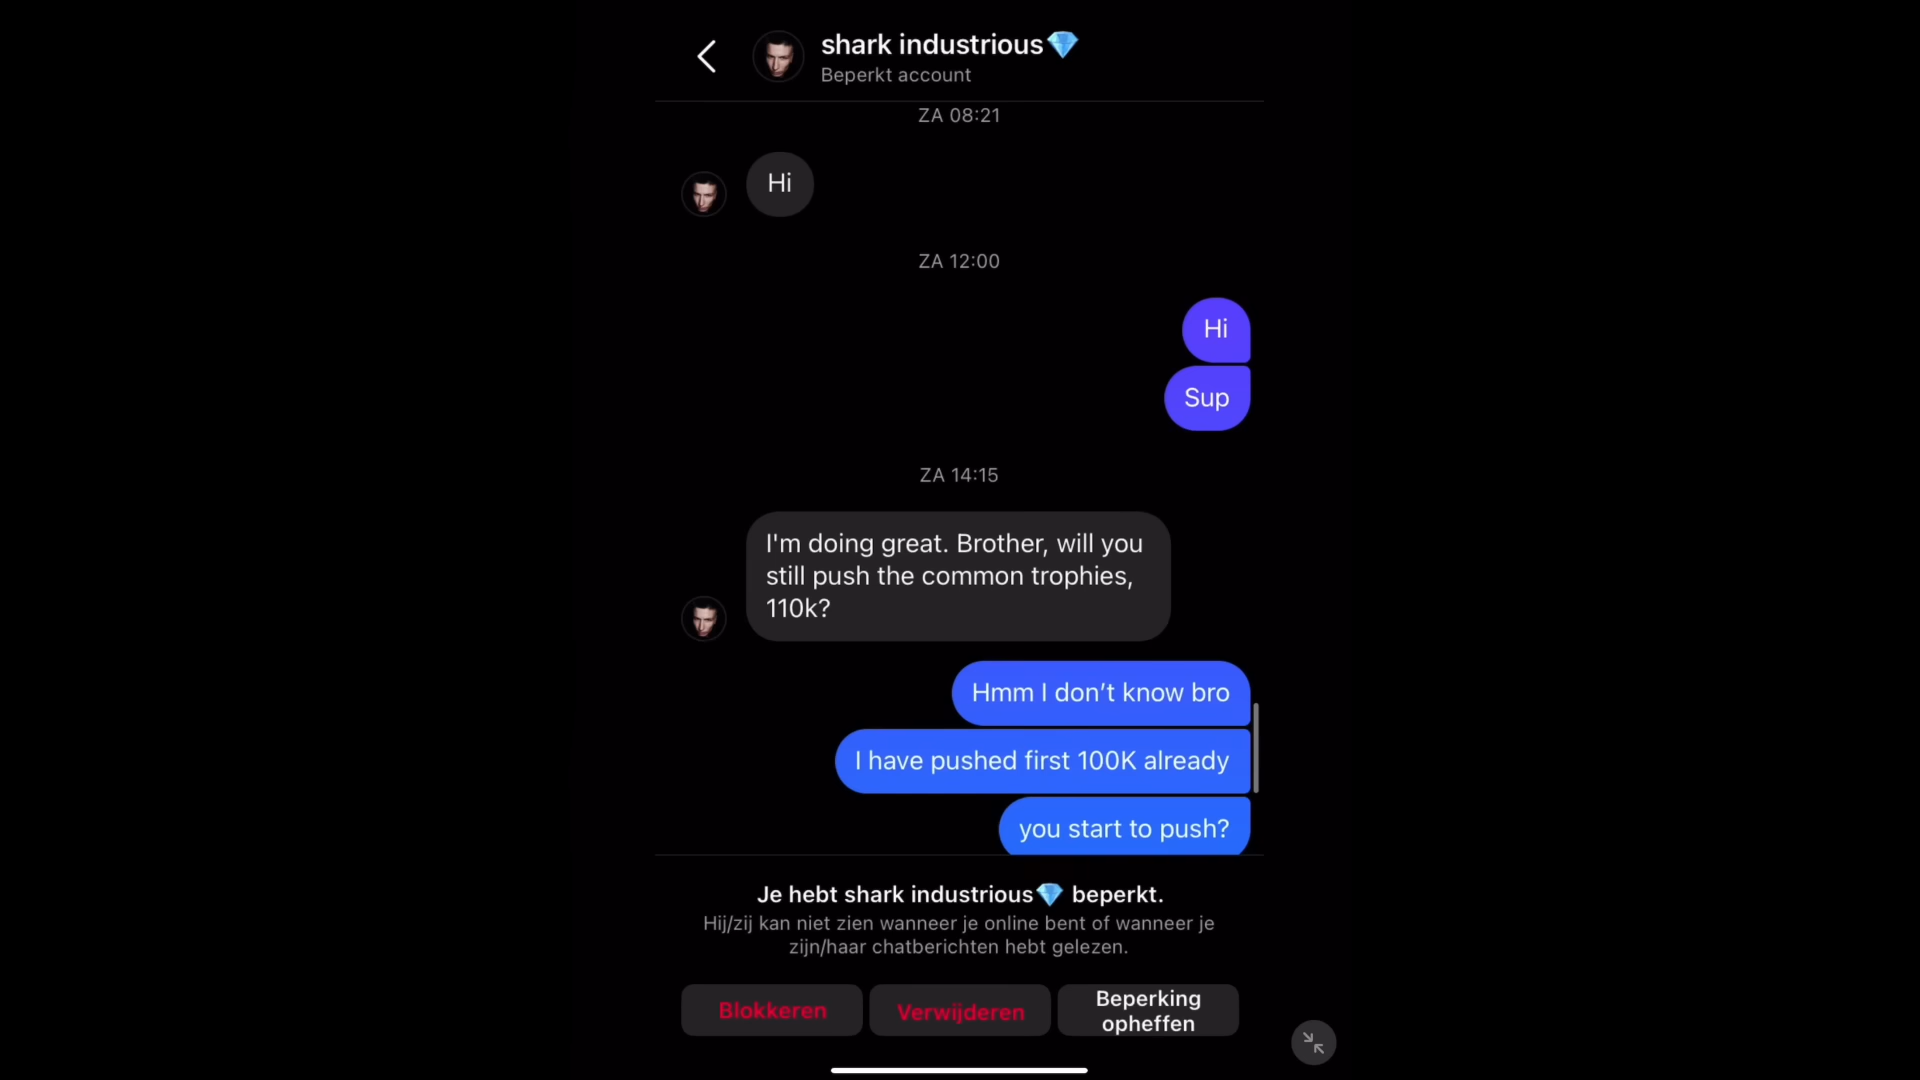 shark industrious💎
Beperkt account
ZA 08:21
Hi
ZA 12:00
Hi
Sup
ZA 14:15
I'm doing great. Brother, will you
still push the common trophies,
110k?
Hmm I don’t know bro
I have pushed first 100K already
you start to push?
Je hebt shark industrious💎 beperkt.
Hij/zij kan niet zien wanneer je online bent of wanneer je
zijn/haar chatberichten hebt gelezen.
Blokkeren
Verwijderen
Beperking
opheffen